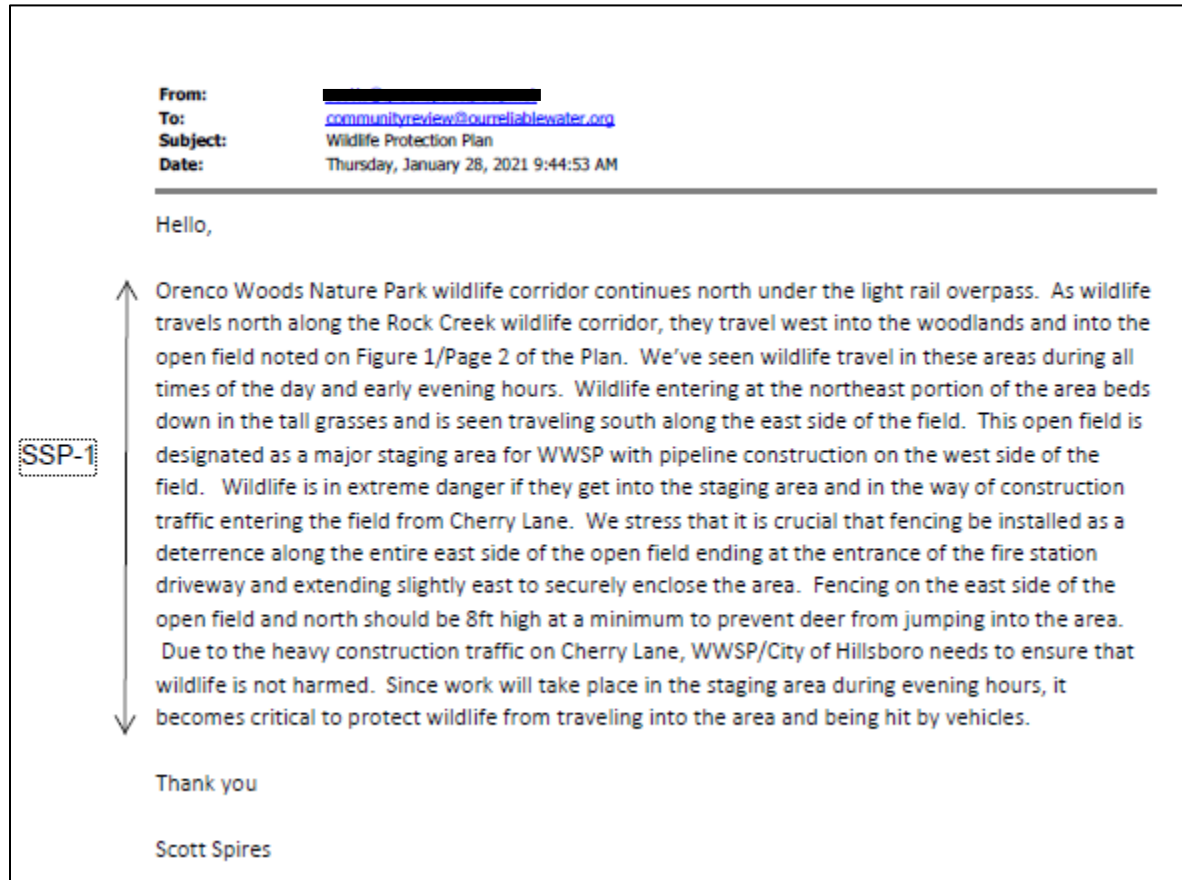 From:
To: communityreview@ourreliablewater.org
Subject: Wildlife Protection Plan
Date: Thursday, January 28, 2021 9:44:53 AM
Hello,
Orenco Woods Nature Park wildlife corridor continues north under the light rail overpass.  As wildlife
travels north along the Rock Creek wildlife corridor, they travel west into the woodlands and into the
open field noted on Figure 1/Page 2 of the Plan.  We've seen wildlife travel in these areas during all
times of the day and early evening hours.  Wildlife entering at the northeast portion of the area beds
down in the tall grasses and is seen traveling south along the east side of the field.  This open field is
SSP-1
designated as a major staging area for WWSP with pipeline construction on the west side of the
field.   Wildlife is in extreme danger if they get into the staging area and in the way of construction
traffic entering the field from Cherry Lane.  We stress that it is crucial that fencing be installed as a
deterrence along the entire east side of the open field ending at the entrance of the fire station
driveway and extending slightly east to securely enclose the area.  Fencing on the east side of the
open field and north should be 8ft high at a minimum to prevent deer from jumping into the area.
Due to the heavy construction traffic on Cherry Lane, WWSP/City of Hillsboro needs to ensure that
wildlife is not harmed.  Since work will take place in the staging area during evening hours, it
becomes critical to protect wildlife from traveling into the area and being hit by vehicles.
Thank you
Scott Spires